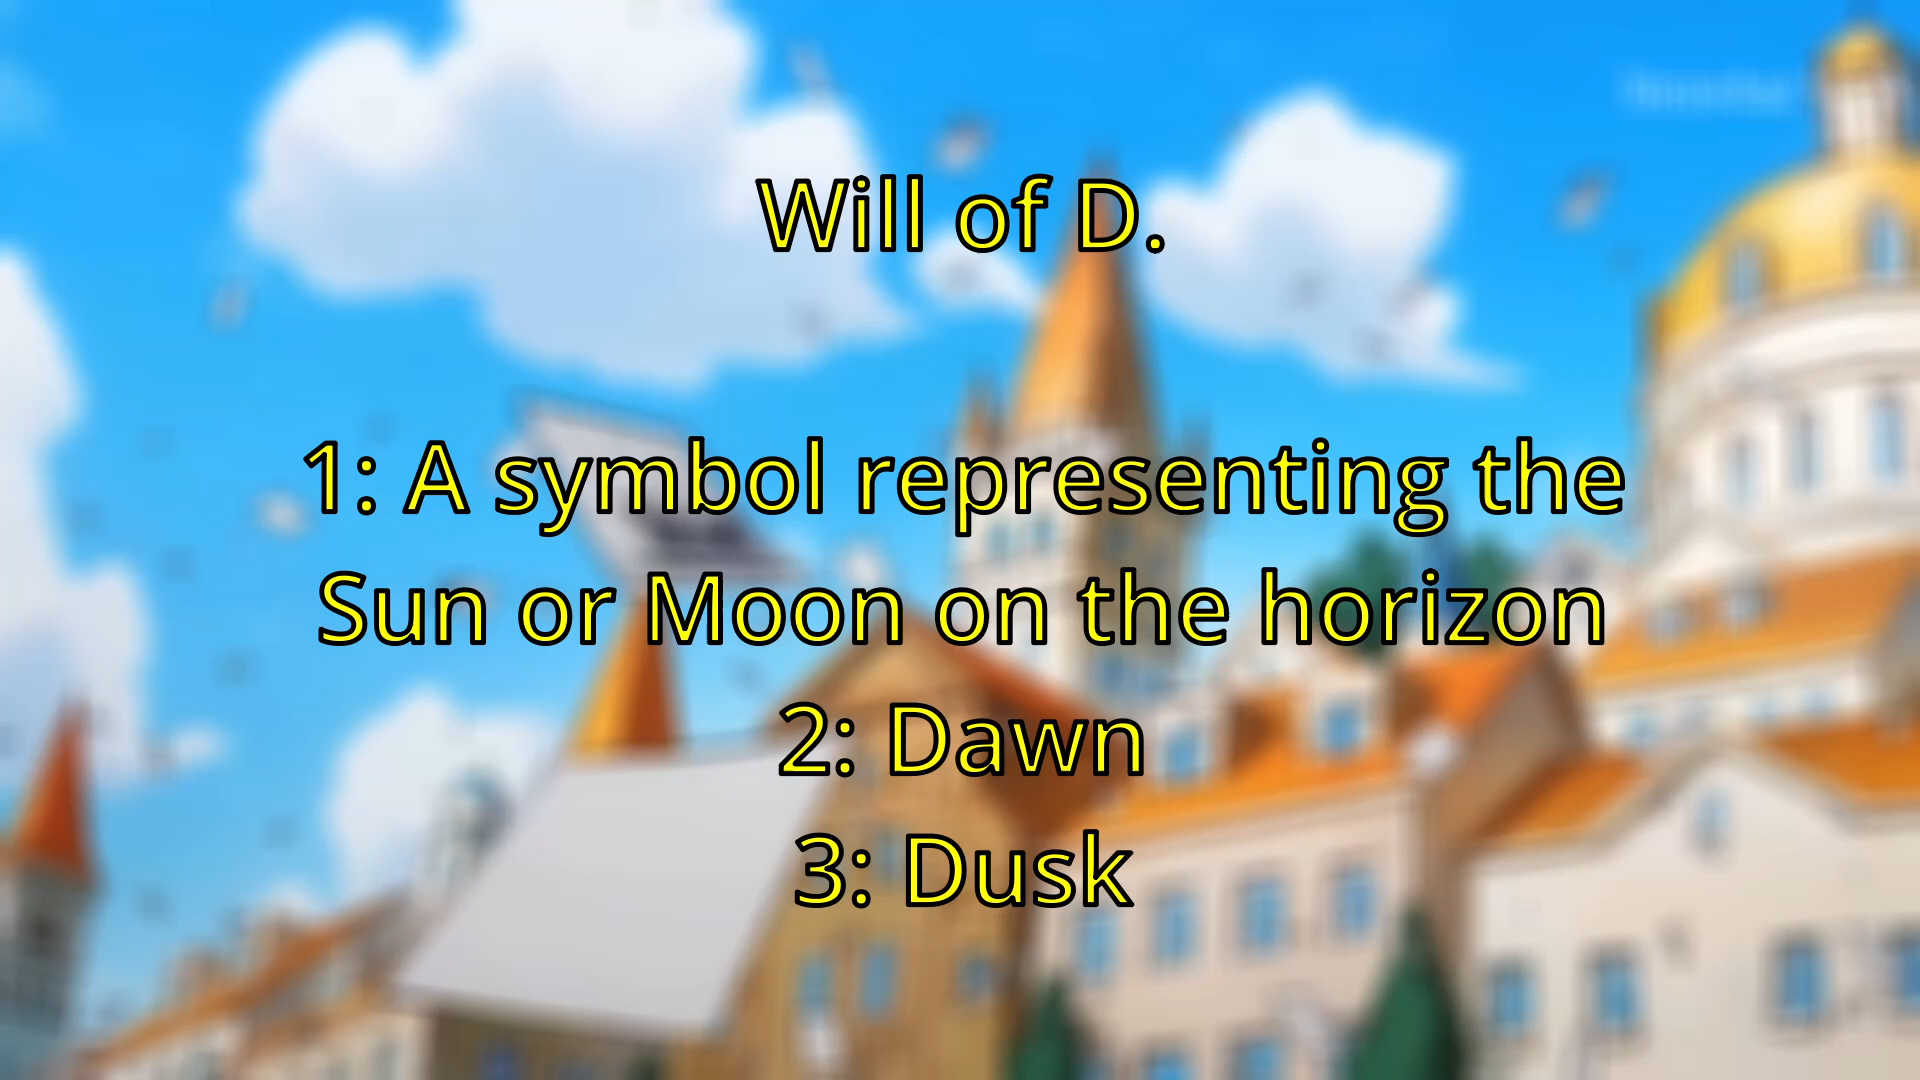 Will of D.
1: A symbol representing the
Sun or Moon on the horizon
2: Dawn
3: Dusk